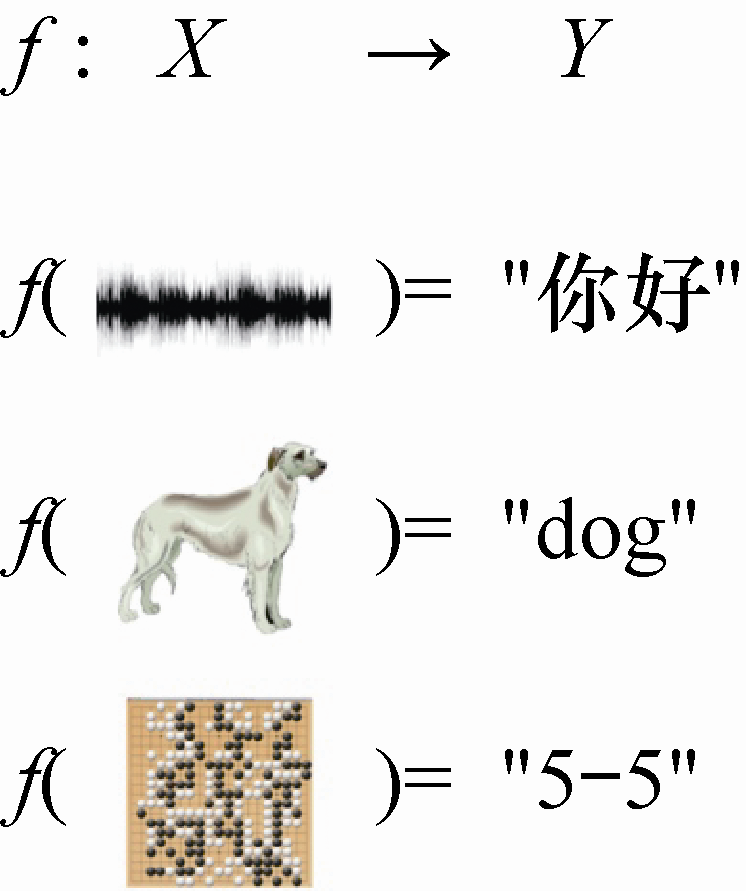 f : X → Y
f( )= "你好"
f( )= "dog"
f( )= "5-5"